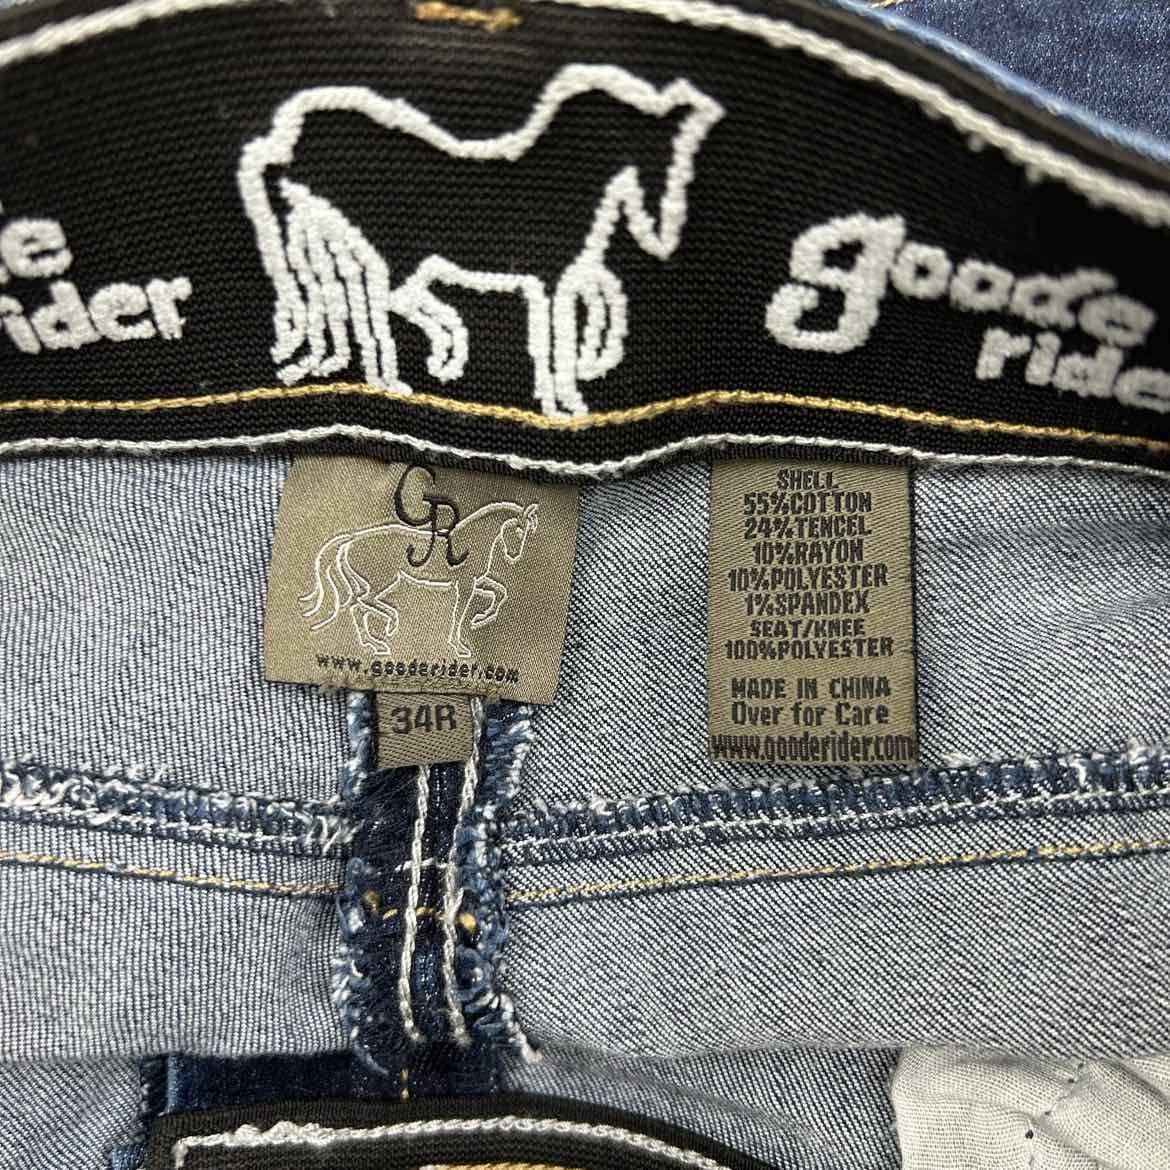 rider
goode
ride
GR
www.gooderider.com
34R
SHELL
55%COTTON
24%TENCEL
10%RAYON
10%POLYESTER
1%SPANDEX
SEAT/KNEE
100%POLYESTER
MADE IN CHINA
Over for Care
www.gooderider.com